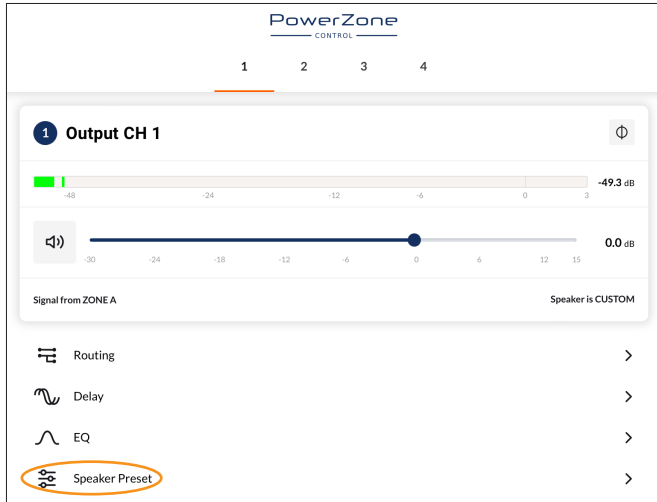 PowerZone
CONTROL
1 2 3 4
1 Output CH 1
-49.3 dB
-48 -24 -12 -6 0 3
0.0 dB
-30 -24 -18 -12 -6 0 6 12 15
Signal from ZONE A Speaker is CUSTOM
Routing
Delay
EQ
Speaker Preset